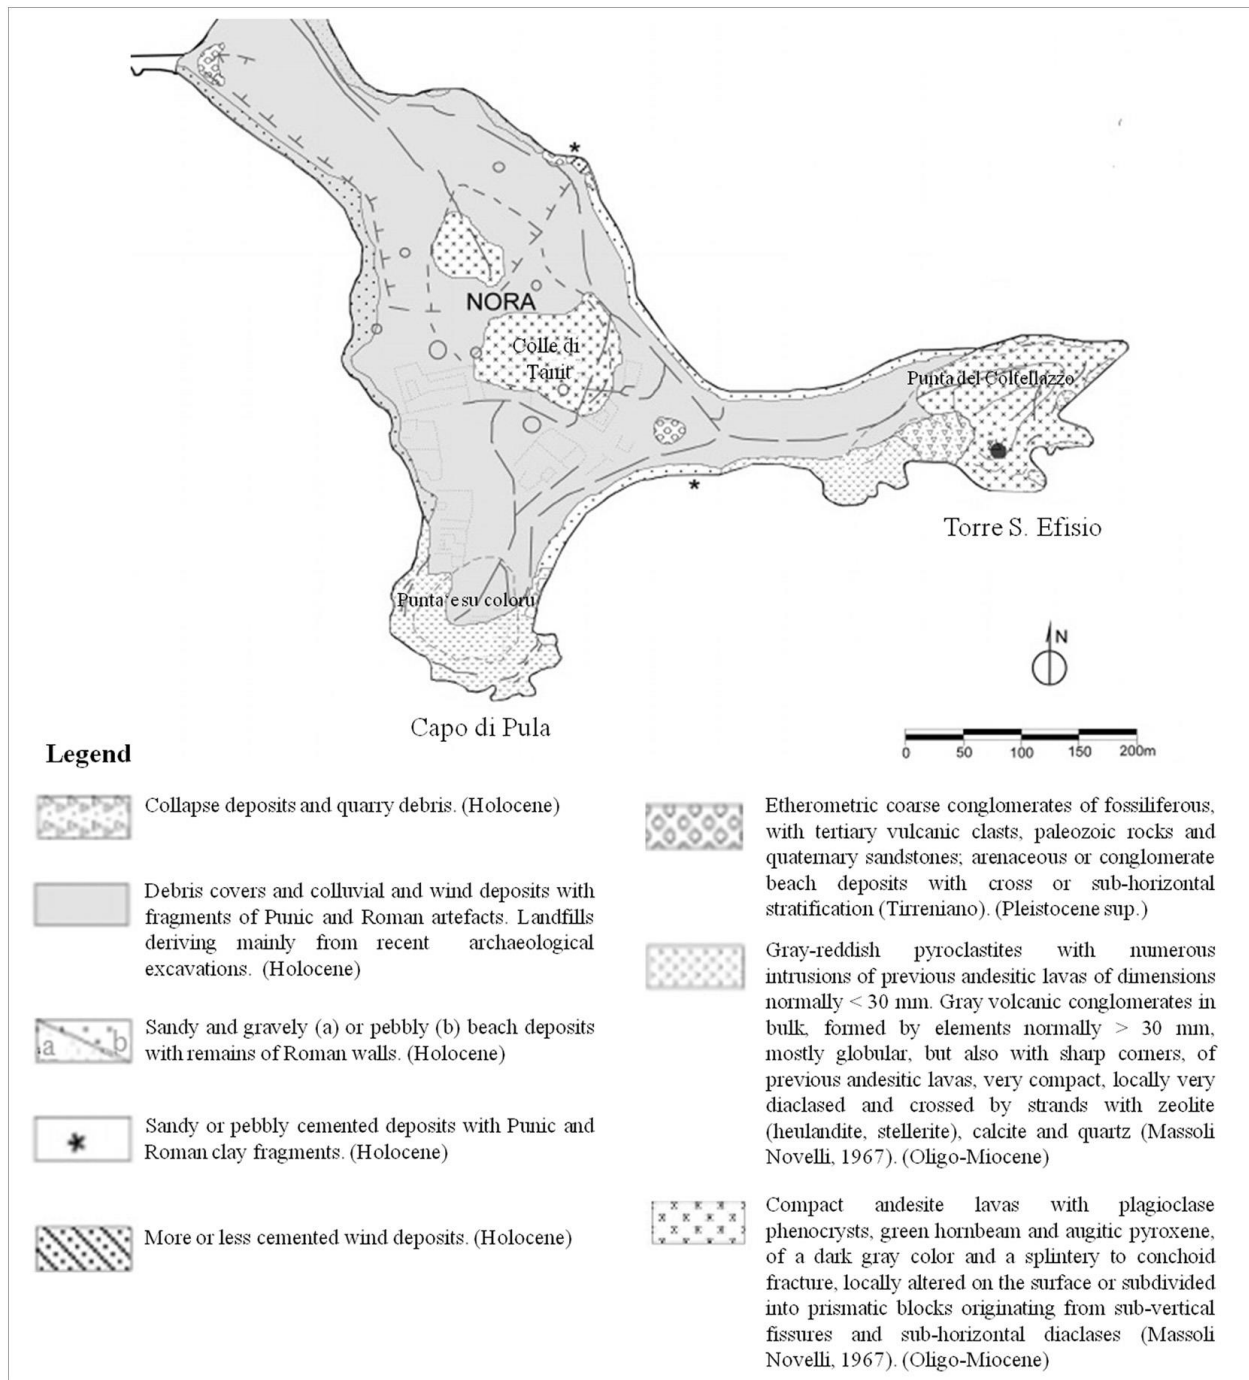 NORA
Colle di
Tanit
Punta del Coltellazzo
Torre S. Efisio
Punta 'e su coloru
Capo di Pula
N
0 50 100 150 200m
Legend
Collapse deposits and quarry debris. (Holocene)
Debris covers and colluvial and wind deposits with
fragments of Punic and Roman artefacts. Landfills
deriving mainly from recent archaeological
excavations. (Holocene)
a b
Sandy and gravely (a) or pebbly (b) beach deposits
with remains of Roman walls. (Holocene)
Sandy or pebbly cemented deposits with Punic and
Roman clay fragments. (Holocene)
More or less cemented wind deposits. (Holocene)
Etherometric coarse conglomerates of fossiliferous,
with tertiary vulcanic clasts, paleozoic rocks and
quaternary sandstones; arenaceous or conglomerate
beach deposits with cross or sub-horizontal
stratification (Tirreniano). (Pleistocene sup.)
Gray-reddish pyroclastites with numerous
intrusions of previous andesitic lavas of dimensions
normally < 30 mm. Gray volcanic conglomerates in
bulk, formed by elements normally > 30 mm,
mostly globular, but also with sharp corners, of
previous andesitic lavas, very compact, locally very
diaclased and crossed by strands with zeolite
(heulandite, stellerite), calcite and quartz (Massoli
Novelli, 1967). (Oligo-Miocene)
Compact andesite lavas with plagioclase
phenocrysts, green hornbeam and augitic pyroxene,
of a dark gray color and a splintery to conchoid
fracture, locally altered on the surface or subdivided
into prismatic blocks originating from sub-vertical
fissures and sub-horizontal diaclases (Massoli
Novelli, 1967). (Oligo-Miocene)